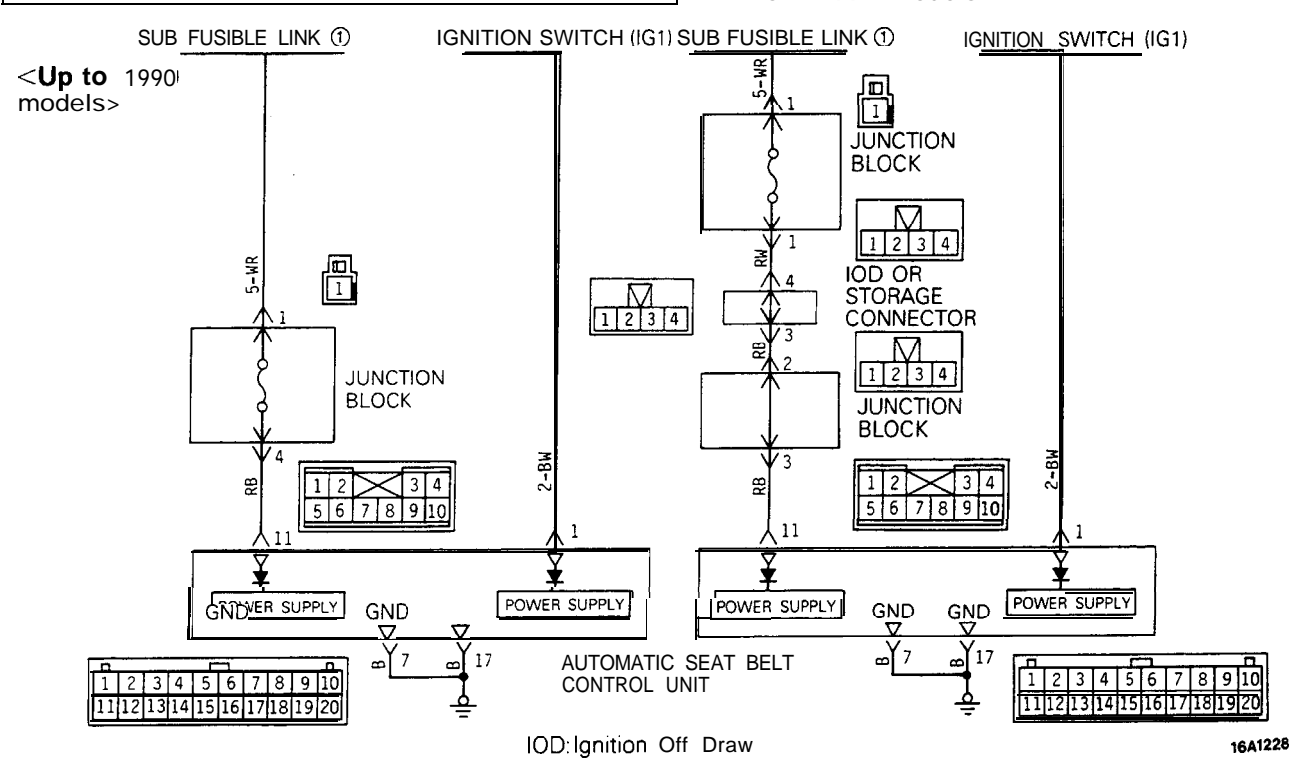 SUB FUSIBLE LINK ①
IGNITION SWITCH (IG1)
SUB FUSIBLE LINK ①
IGNITION SWITCH (IG1)
<Up to 1990
models>
5-WR
1
1
JUNCTION
BLOCK
1
RW
4
1 2 3 4
IOD OR
STORAGE
CONNECTOR
5-WR
1
1
1 2 3 4
3
RB
2
1 2 3 4
JUNCTION
BLOCK
JUNCTION
BLOCK
4
RB
1 2 3 4
5 6 7 8 9 10
2-BW
3
RB
1 2 3 4
5 6 7 8 9 10
2-BW
11
1
11
1
POWER SUPPLY
POWER SUPPLY
POWER SUPPLY
POWER SUPPLY
GND
GND
GND
GND
B 7
B 17
B 7
B 17
AUTOMATIC SEAT BELT
CONTROL UNIT
1 2 3 4 5 6 7 8 9 10
11 12 13 14 15 16 17 18 19 20
1 2 3 4 5 6 7 8 9 10
11 12 13 14 15 16 17 18 19 20
IOD: Ignition Off Draw
16A1228